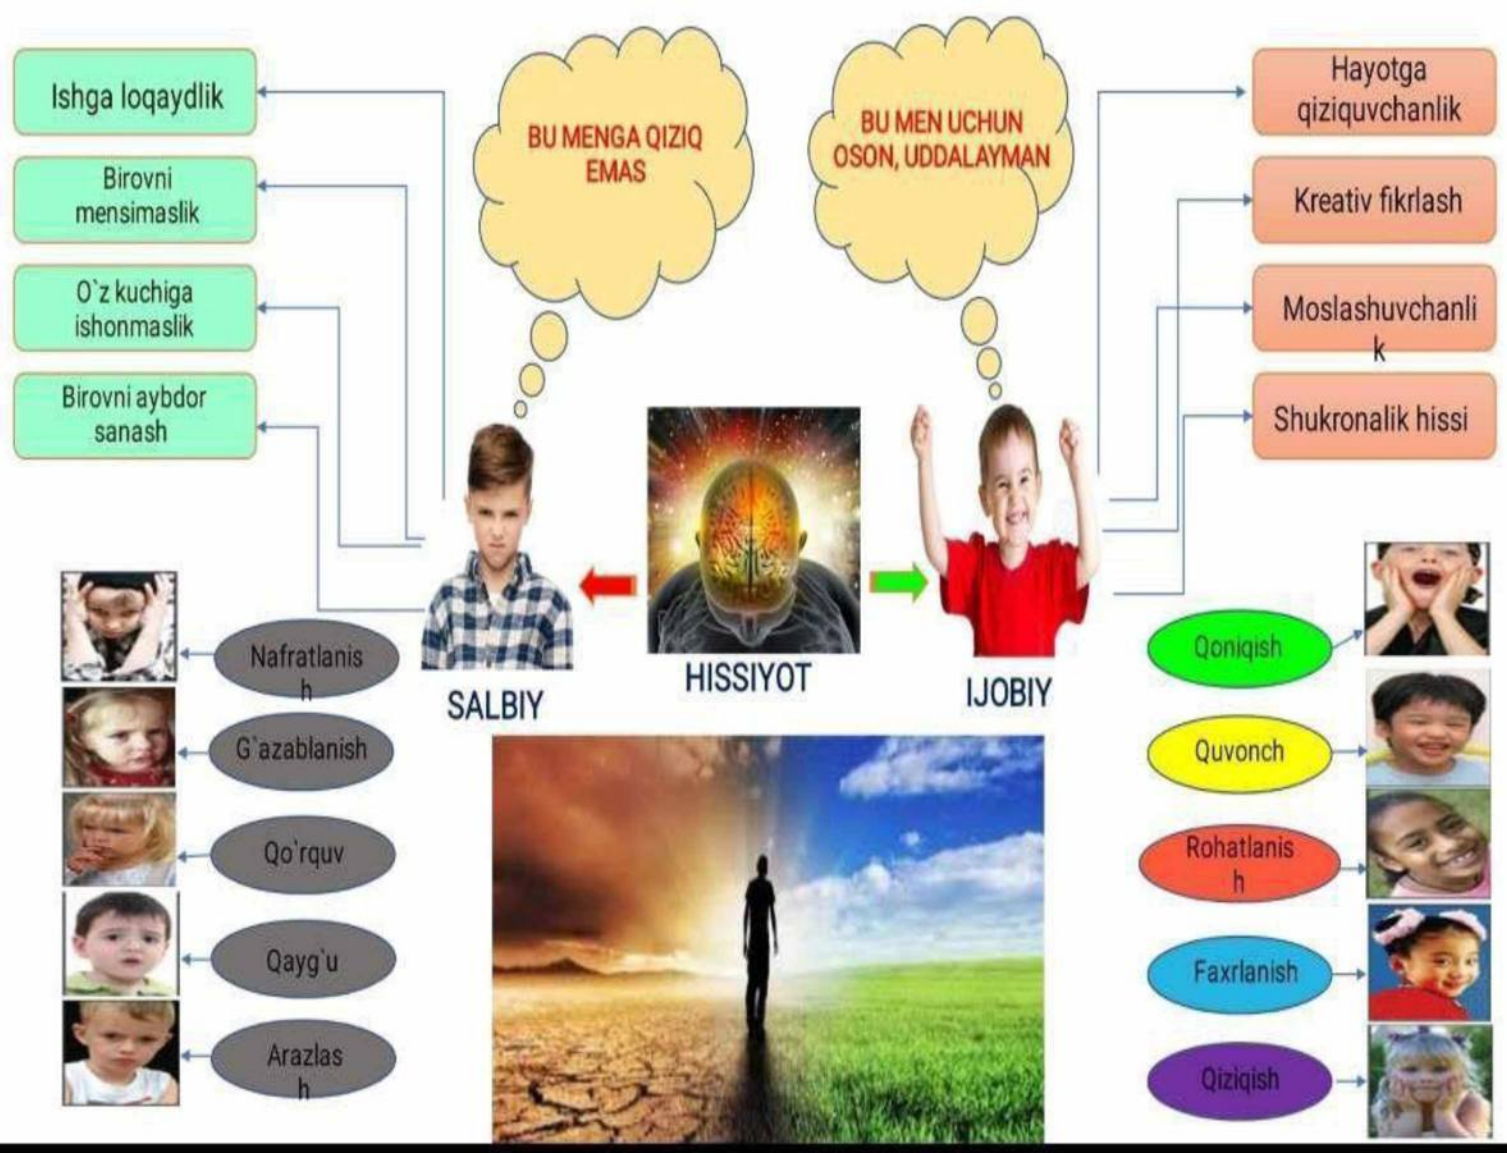 Ishga loqaydlik
Birovni
mensimaslik
O`z kuchiga
ishonmaslik
Birovni aybdor
sanash
BU MENGA QIZIQ
EMAS
BU MEN UCHUN
OSON, UDDALAYMAN
Hayotga
qiziquvchanlik
Kreativ fikrlash
Moslashuvchanli
k
Shukronalik hissi
SALBIY
HISSIYOT
IJOBIY
Nafratlanis
h
G`azablanish
Qo`rquv
Qayg`u
Arazlas
h
Qoniqish
Quvonch
Rohatlanis
h
Faxrlanish
Qiziqish